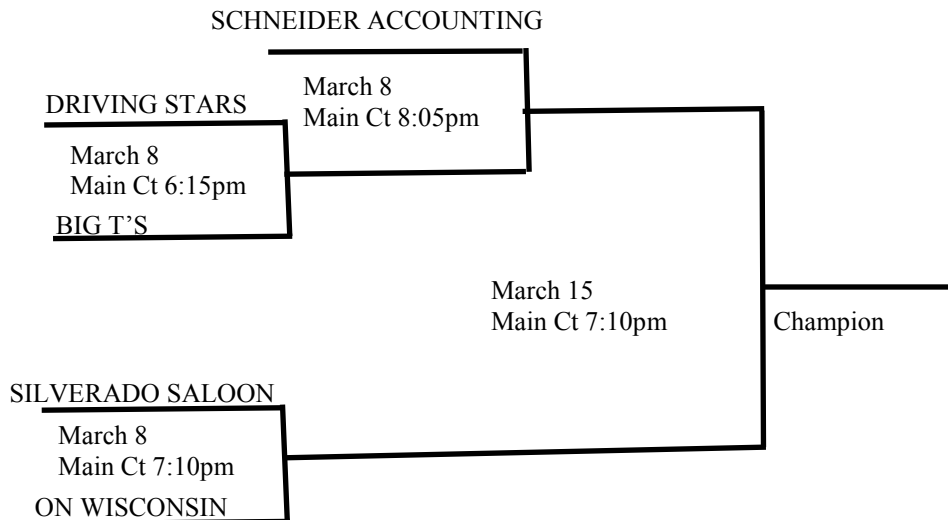 SCHNEIDER ACCOUNTING
March 8
Main Ct 8:05pm
DRIVING STARS
March 8
Main Ct 6:15pm
BIG T’S
March 15
Main Ct 7:10pm
Champion
SILVERADO SALOON
March 8
Main Ct 7:10pm
ON WISCONSIN